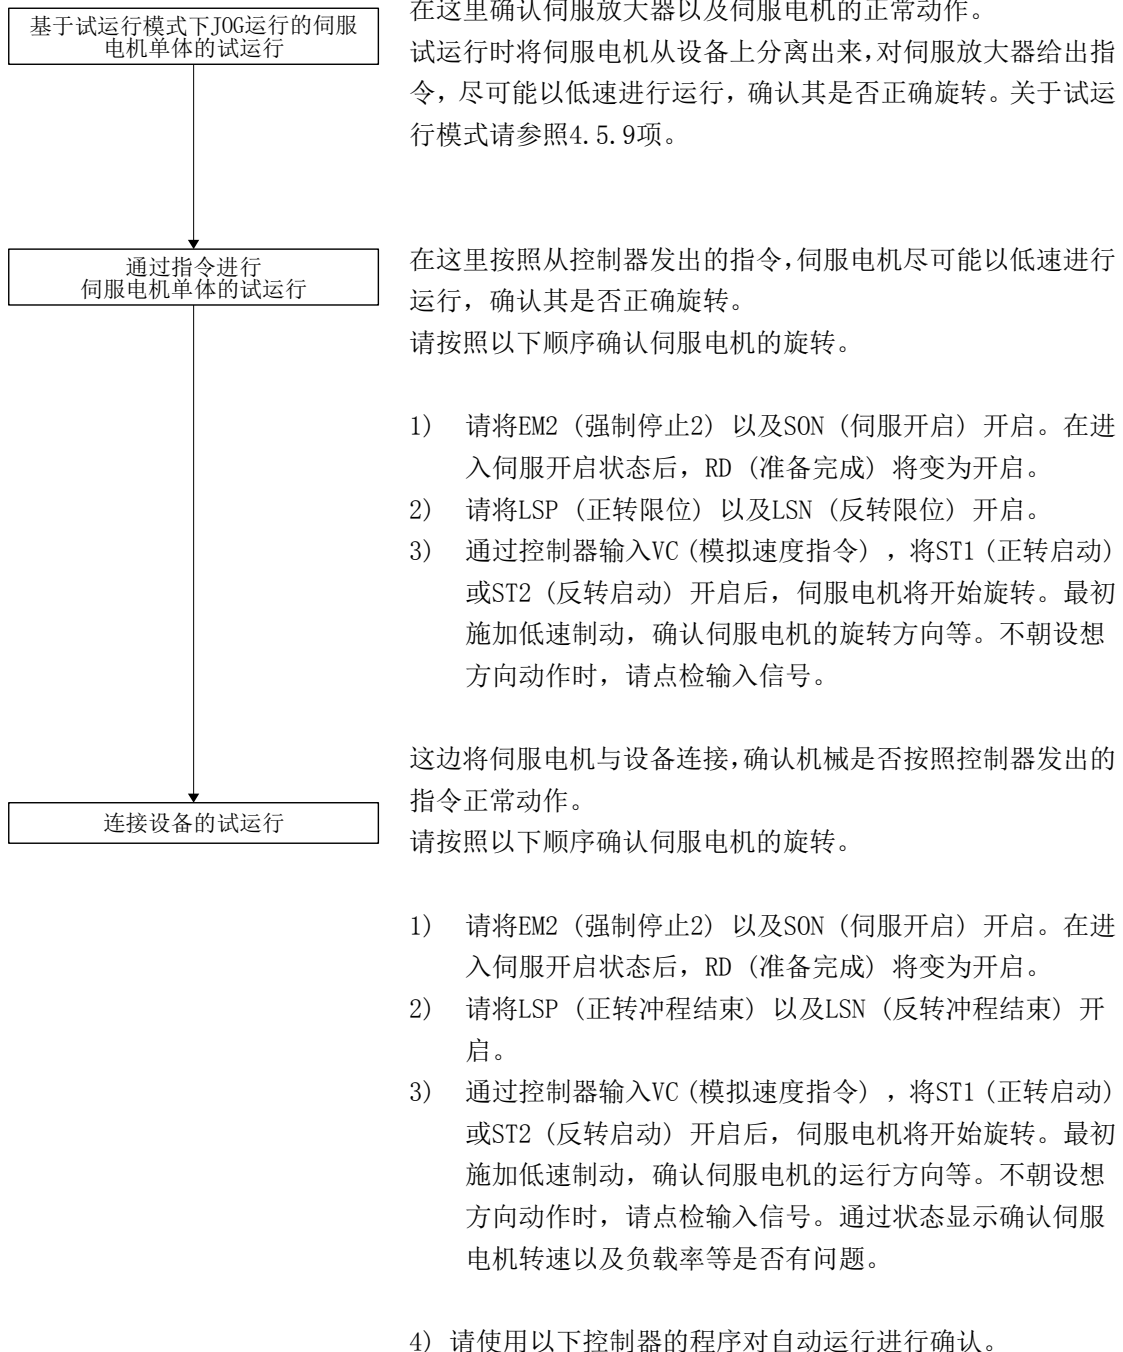 基于试运行模式下JOG运行的伺服
电机单体的试运行
在这里确认伺服放大器以及伺服电机的正常动作。
试运行时将伺服电机从设备上分离出来,对伺服放大器给出指
令,尽可能以低速进行运行,确认其是否正确旋转。关于试运
行模式请参照4.5.9项。
通过指令进行
伺服电机单体的试运行
在这里按照从控制器发出的指令,伺服电机尽可能以低速进行
运行,确认其是否正确旋转。
请按照以下顺序确认伺服电机的旋转。
1) 请将EM2 (强制停止2) 以及SON (伺服开启) 开启。在进
入伺服开启状态后,RD (准备完成) 将变为开启。
2) 请将LSP (正转限位) 以及LSN (反转限位) 开启。
3) 通过控制器输入VC (模拟速度指令) ,将ST1 (正转启动)
或ST2 (反转启动) 开启后,伺服电机将开始旋转。最初
施加低速制动,确认伺服电机的旋转方向等。不朝设想
方向动作时,请点检输入信号。
连接设备的试运行
这边将伺服电机与设备连接,确认机械是否按照控制器发出的
指令正常动作。
请按照以下顺序确认伺服电机的旋转。
1) 请将EM2 (强制停止2) 以及SON (伺服开启) 开启。在进
入伺服开启状态后,RD (准备完成) 将变为开启。
2) 请将LSP (正转冲程结束) 以及LSN (反转冲程结束) 开
启。
3) 通过控制器输入VC (模拟速度指令) ,将ST1 (正转启动)
或ST2 (反转启动) 开启后,伺服电机将开始旋转。最初
施加低速制动,确认伺服电机的运行方向等。不朝设想
方向动作时,请点检输入信号。通过状态显示确认伺服
电机转速以及负载率等是否有问题。
4) 请使用以下控制器的程序对自动运行进行确认。